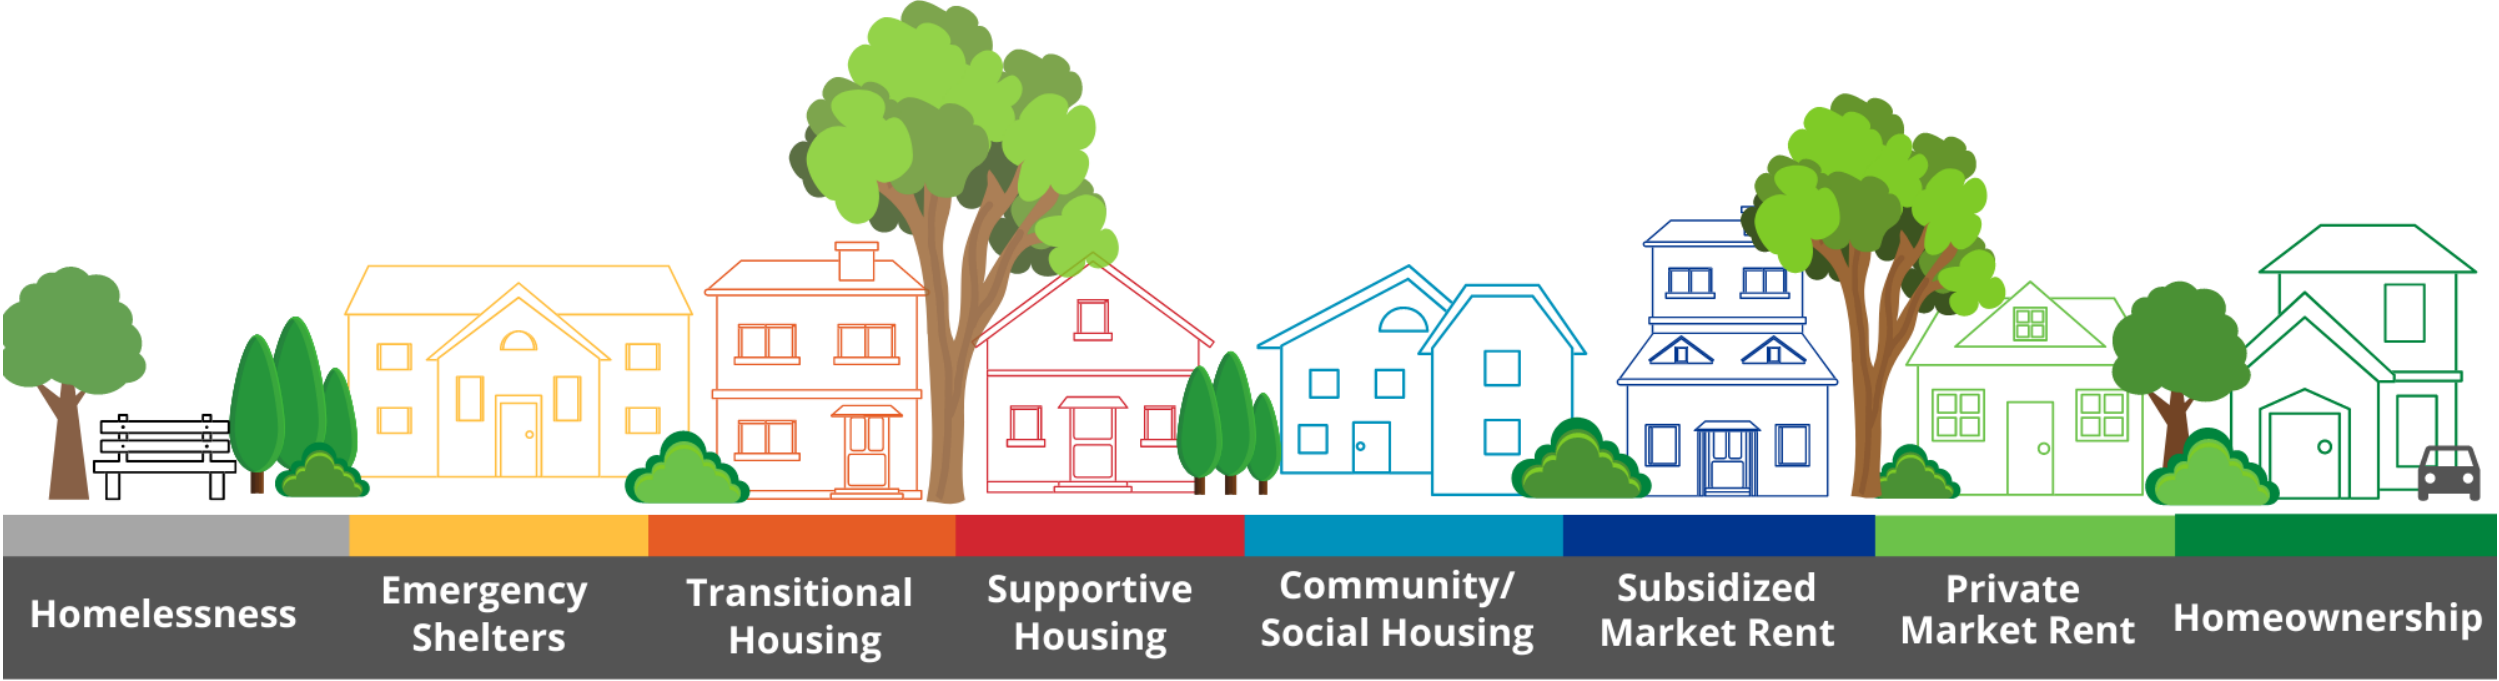 Homelessness
Emergency
Shelters
Transitional
Housing
Supportive
Housing
Community/
Social Housing
Subsidized
Market Rent
Private
Market Rent
Homeownership